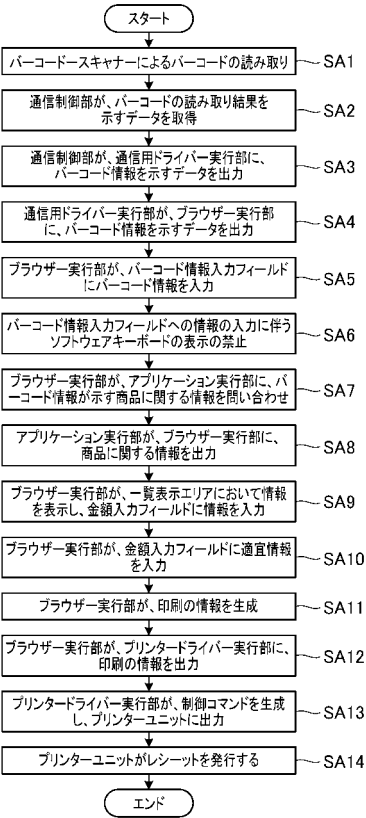 スタート
バーコードースキャナーによるバーコードの読み取り
SA1
通信制御部が、バーコードの読み取り結果を
示すデータを取得
SA2
通信制御部が、通信用ドライバー実行部に、
バーコード情報を示すデータを出力
SA3
通信用ドライバー実行部が、ブラウザー実行部
に、バーコード情報を示すデータを出力
SA4
ブラウザー実行部が、バーコード情報入力フィールド
にバーコード情報を入力
SA5
バーコード情報入力フィールドへの情報の入力に伴う
ソフトウェアキーボードの表示の禁止
SA6
ブラウザー実行部が、アプリケーション実行部に、バ
ーコード情報が示す商品に関する情報を問い合わせ
SA7
アプリケーション実行部が、ブラウザー実行部に、
商品に関する情報を出力
SA8
ブラウザー実行部が、一覧表示エリアにおいて情報
を表示し、金額入力フィールドに情報を入力
SA9
ブラウザー実行部が、金額入力フィールドに適宜情報
を入力
SA10
ブラウザー実行部が、印刷の情報を生成
SA11
ブラウザー実行部が、プリンタードライバー実行部に、
印刷の情報を出力
SA12
プリンタードライバー実行部が、制御コマンドを生成
し、プリンターユニットに出力
SA13
プリンターユニットがレシートを発行する
SA14
エンド